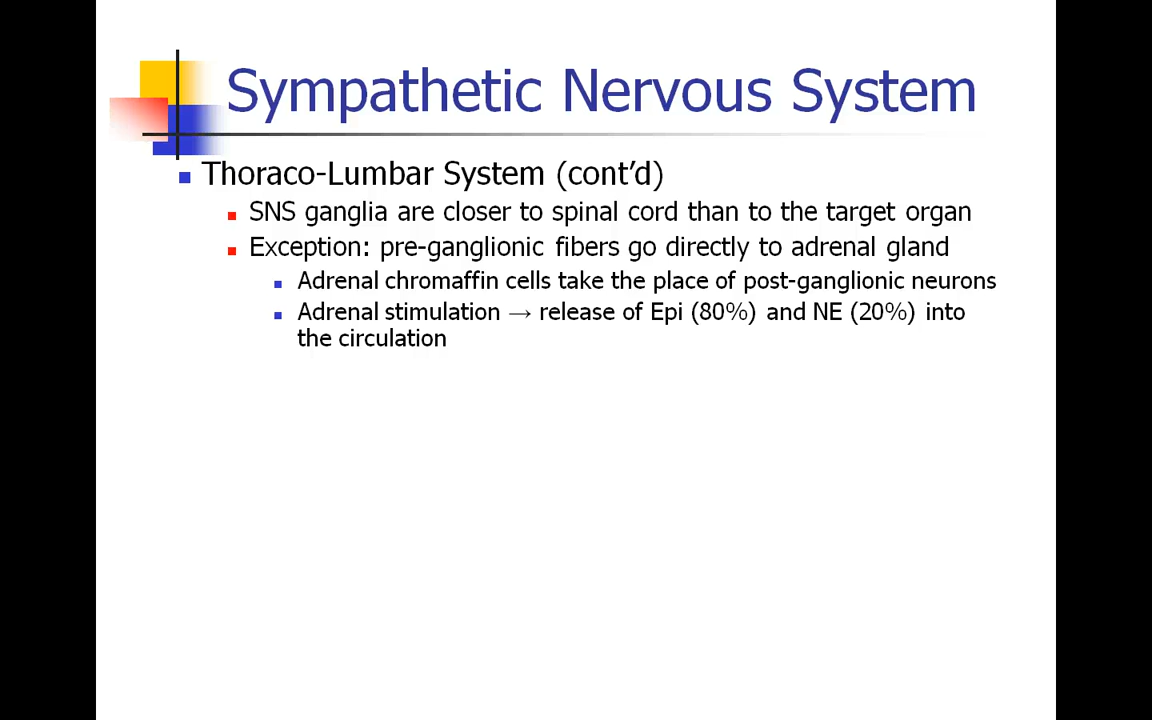 Sympathetic Nervous System
Thoraco-Lumbar System (cont’d)
SNS ganglia are closer to spinal cord than to the target organ
Exception: pre-ganglionic fibers go directly to adrenal gland
Adrenal chromaffin cells take the place of post-ganglionic neurons
Adrenal stimulation → release of Epi (80%) and NE (20%) into
the circulation